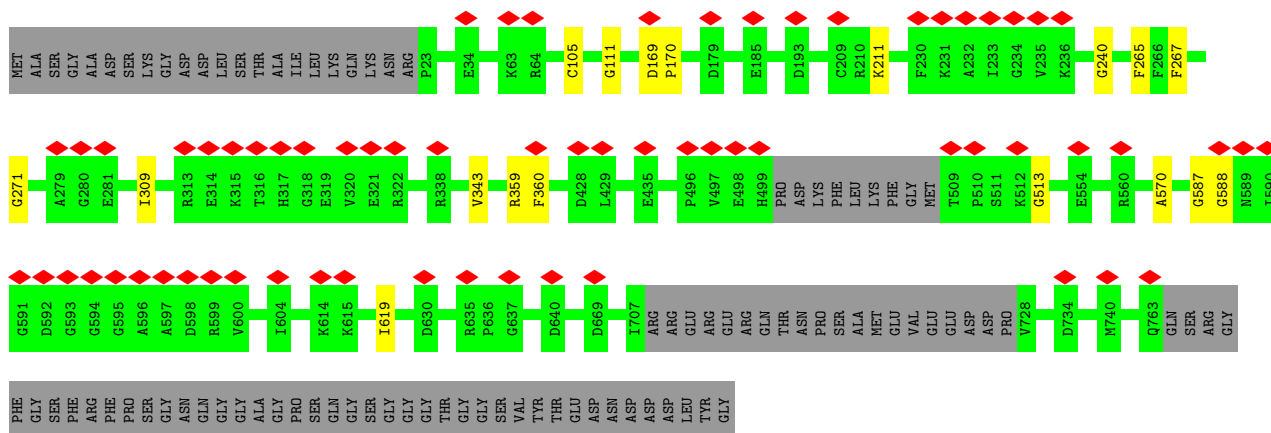 MET ALA SER GLY ALA ASP SER LYS GLY ASP ASP LEU SER THR ALA ILE LEU LYS GLN LYS ASN ARG P23 E34 K63 R64 C105 G111 D169 P170 D179 E185 D193 C209 R210 K211 F230 K231 A232 I233 G234 V235 K236 G240 F265 F266 F267
G271 A279 G280 E281 I309 R313 E314 K315 T316 H317 G318 E319 V320 E321 R322 R338 V343 R359 F360 D428 L429 E435 P496 V497 E498 H499 PRO ASP LYS PHE LEU LYS PHE GLY MET T509 P510 S511 K512 G513 E554 R560 A570 G587 G588 N589 I590
G591 D592 G593 G594 G595 A596 A597 D598 R599 V600 I604 K614 K615 I619 D630 R635 P636 G637 D640 D669 I707 ARG ARG GLU ARG GLU ARG GLN THR ASN PRO SER ALA MET GLU VAL GLU GLU ASP ASP PRO V728 D734 M740 Q763 GLN SER ARG GLY
PHE GLY SER PHE ARG PHE PRO SER GLY ASN GLN GLY GLY ALA GLY PRO SER GLN GLY SER GLY GLY GLY THR GLY GLY SER VAL TYR THR GLU ASP ASN ASP ASP ASP LEU TYR GLY